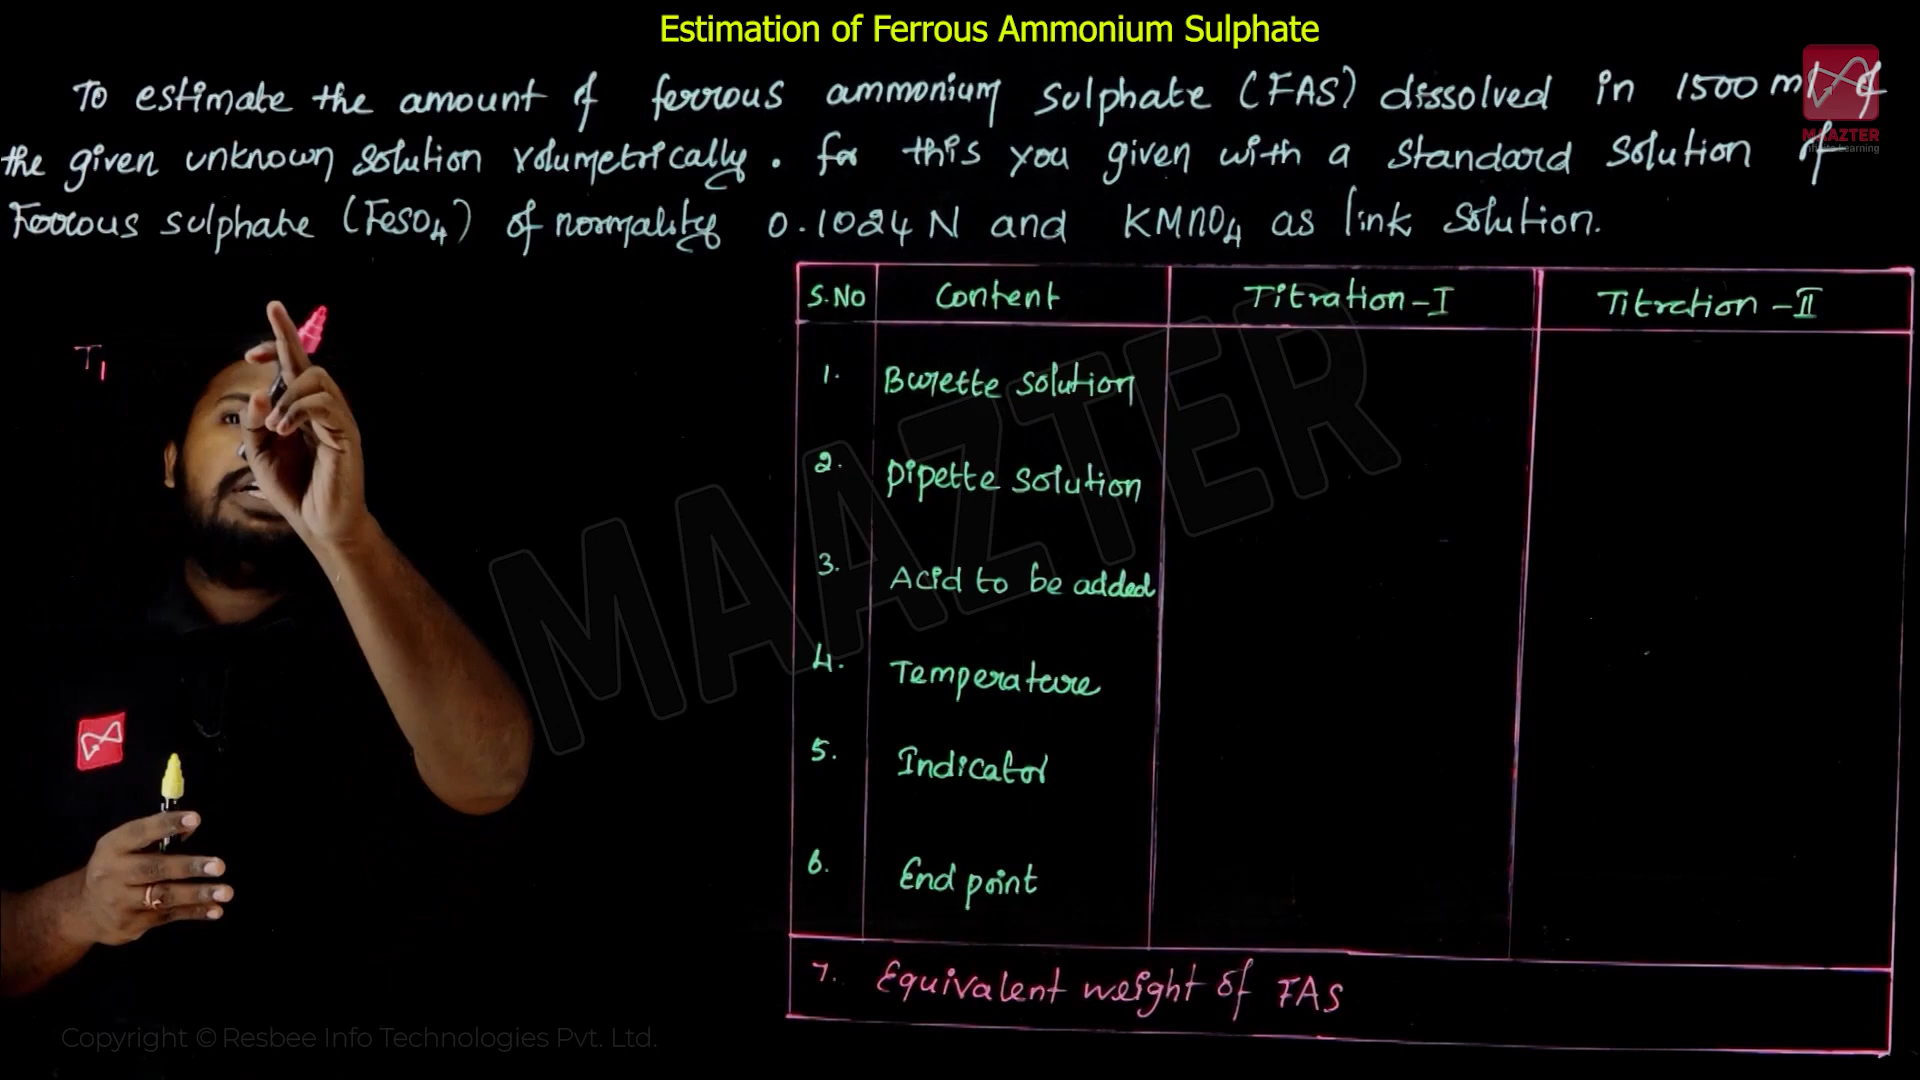 Estimation of Ferrous Ammonium Sulphate
To estimate the amount of ferrous ammonium sulphate (FAS) dissolved in 1500 ml of
the given unknown solution volumetrically. for this you given with a standard solution of
Ferrous sulphate (FeSO4) of normality 0.1024 N and KMnO4 as link solution.
MAAZTER
Infinite Learning
S.No Content Titration-I Titration-II
T1
1. Burette solution
2. Pipette solution
3. Acid to be added
4. Temperature
5. Indicator
6. End point
7. Equivalent weight of FAS
MAAZTER
Copyright © Resbee Info Technologies Pvt. Ltd.